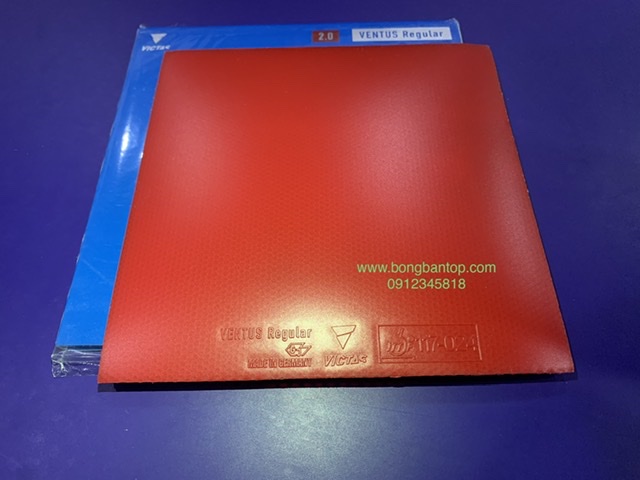 VICTAS
2.0 VENTUS Regular
www.bongbantop.com
0912345818
VENTUS Regular
MADE IN GERMANY
VICTAS